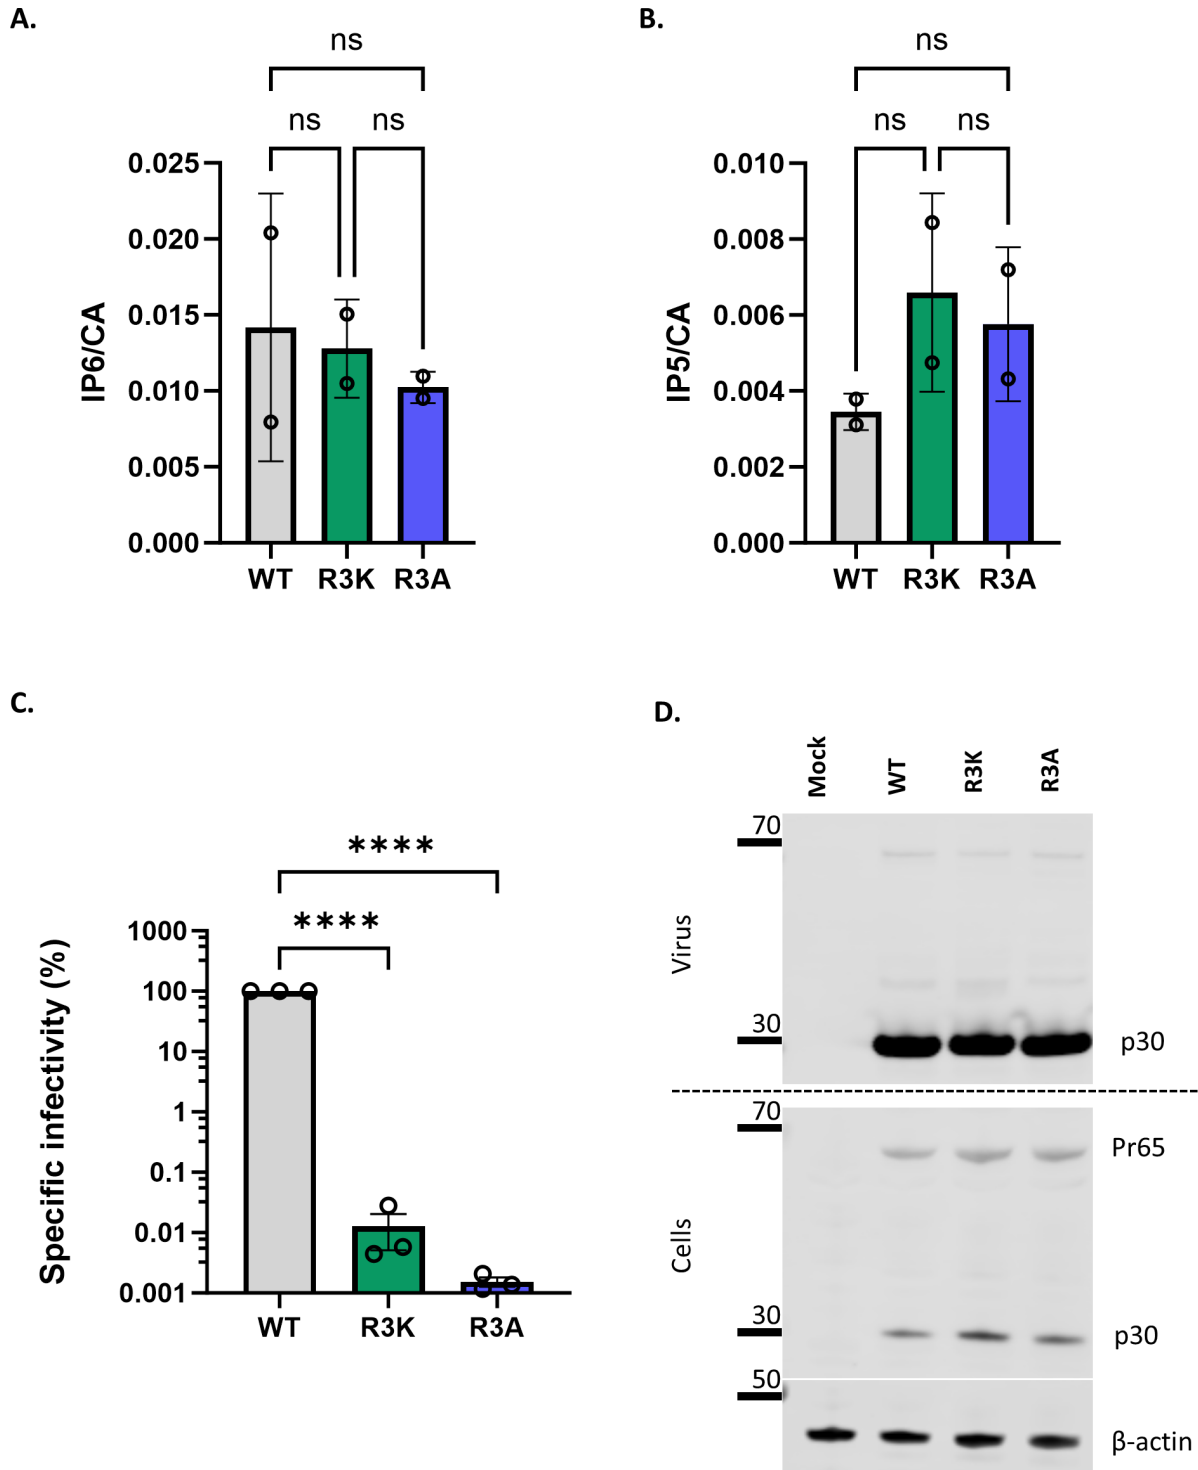 A.
ns
ns ns
0.025
0.020
0.015
0.010
0.005
0.000
IP6/CA
WT R3K R3A
B.
ns
ns ns
0.010
0.008
0.006
0.004
0.002
0.000
IP5/CA
WT R3K R3A
C.
****
****
1000
100
10
1
0.1
0.01
0.001
Specific infectivity (%)
WT R3K R3A
D.
Mock WT R3K R3A
70
Virus
30
p30
70
Pr65
Cells
30
p30
50
β-actin